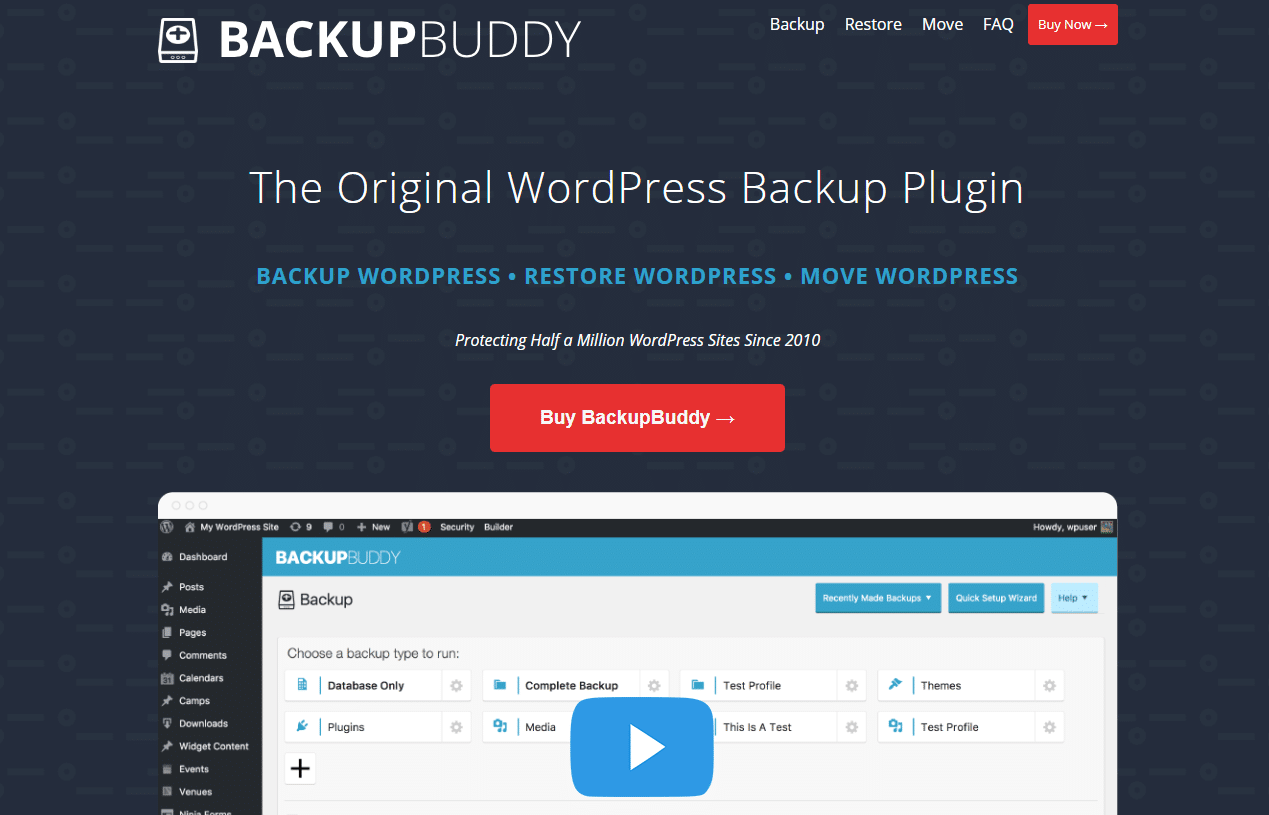 BACKUPBUDDY
Backup Restore Move FAQ Buy Now →
The Original WordPress Backup Plugin
BACKUP WORDPRESS • RESTORE WORDPRESS • MOVE WORDPRESS
Protecting Half a Million WordPress Sites Since 2010
Buy BackupBuddy →
My WordPress Site 9 0 + New 1 Security Builder Howdy, wpuser
Dashboard
BACKUPBUDDY
Posts
Media
Pages
Comments
Calendars
Camps
Downloads
Widget Content
Events
Venues
Ninja Forms
Backup
Recently Made Backups ▼ Quick Setup Wizard Help ▼
Choose a backup type to run:
Database Only Complete Backup Test Profile Themes
Plugins Media This Is A Test Test Profile
+